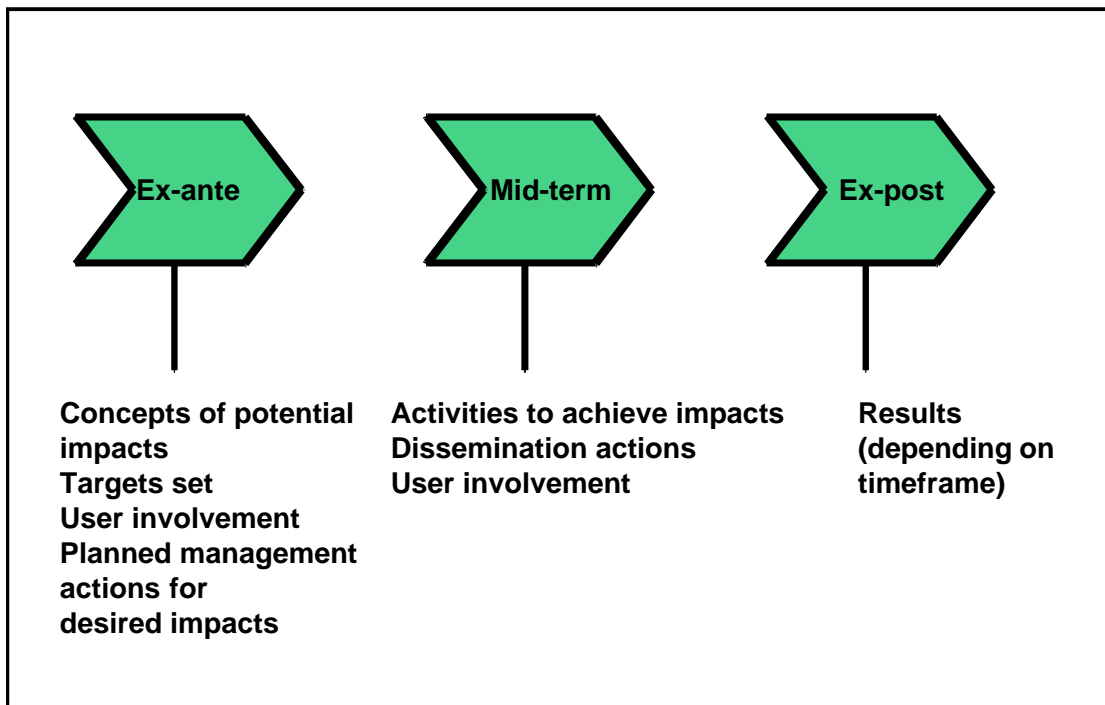 Ex-ante
Mid-term
Ex-post
Concepts of potential
impacts
Targets set
User involvement
Planned management
actions for
desired impacts
Activities to achieve impacts
Dissemination actions
User involvement
Results
(depending on
timeframe)